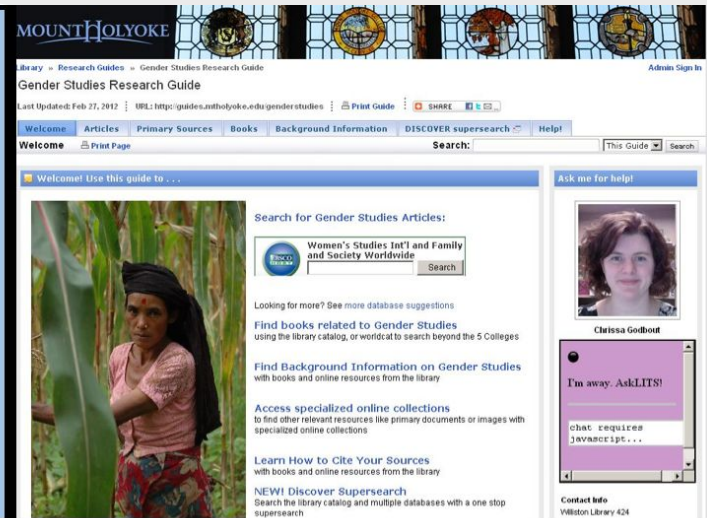 MOUNT HOLYOKE
Library » Research Guides » Gender Studies Research Guide
Admin Sign In
Gender Studies Research Guide
Last Updated: Feb 27, 2012 URL: http://guides.mtholyoke.edu/genderstudies Print Guide SHARE
Welcome Articles Primary Sources Books Background Information DISCOVER supersearch Help!
Welcome Print Page Search: This Guide Search
Welcome! Use this guide to . . .
Search for Gender Studies Articles:
Women's Studies Int'l and Family
and Society Worldwide
Search
Looking for more? See more database suggestions
Find books related to Gender Studies
using the library catalog, or worldcat to search beyond the 5 Colleges
Find Background Information on Gender Studies
with books and online resources from the library
Access specialized online collections
to find other relevant resources like primary documents or images with
specialized online collections
Learn How to Cite Your Sources
with books and online resources from the library
NEW! Discover Supersearch
Search the library catalog and multiple databases with a one stop
supersearch
Ask me for help!
Chrissa Godbout
I'm away. AskLITS!
chat requires
javascript...
Contact Info
Williston Library 424